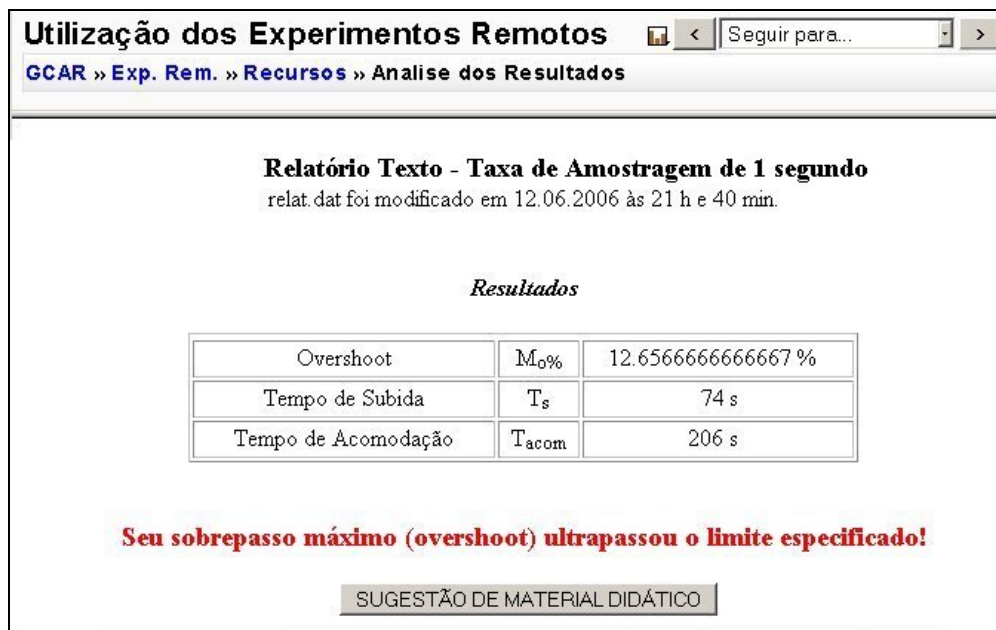 Utilização dos Experimentos Remotos < Seguir para... >
GCAR » Exp. Rem. » Recursos » Analise dos Resultados
Relatório Texto - Taxa de Amostragem de 1 segundo
relat.dat foi modificado em 12.06.2006 às 21 h e 40 min.
Resultados
Overshoot Mo% 12.6566666666667 %
Tempo de Subida Ts 74 s
Tempo de Acomodação Tacom 206 s
Seu sobrepasso máximo (overshoot) ultrapassou o limite especificado!
SUGESTÃO DE MATERIAL DIDÁTICO